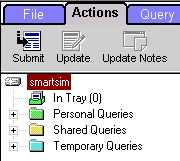 File Actions Query
Submit Update Update Notes
smartsim
In Tray (0)
Personal Queries
Shared Queries
Temporary Queries